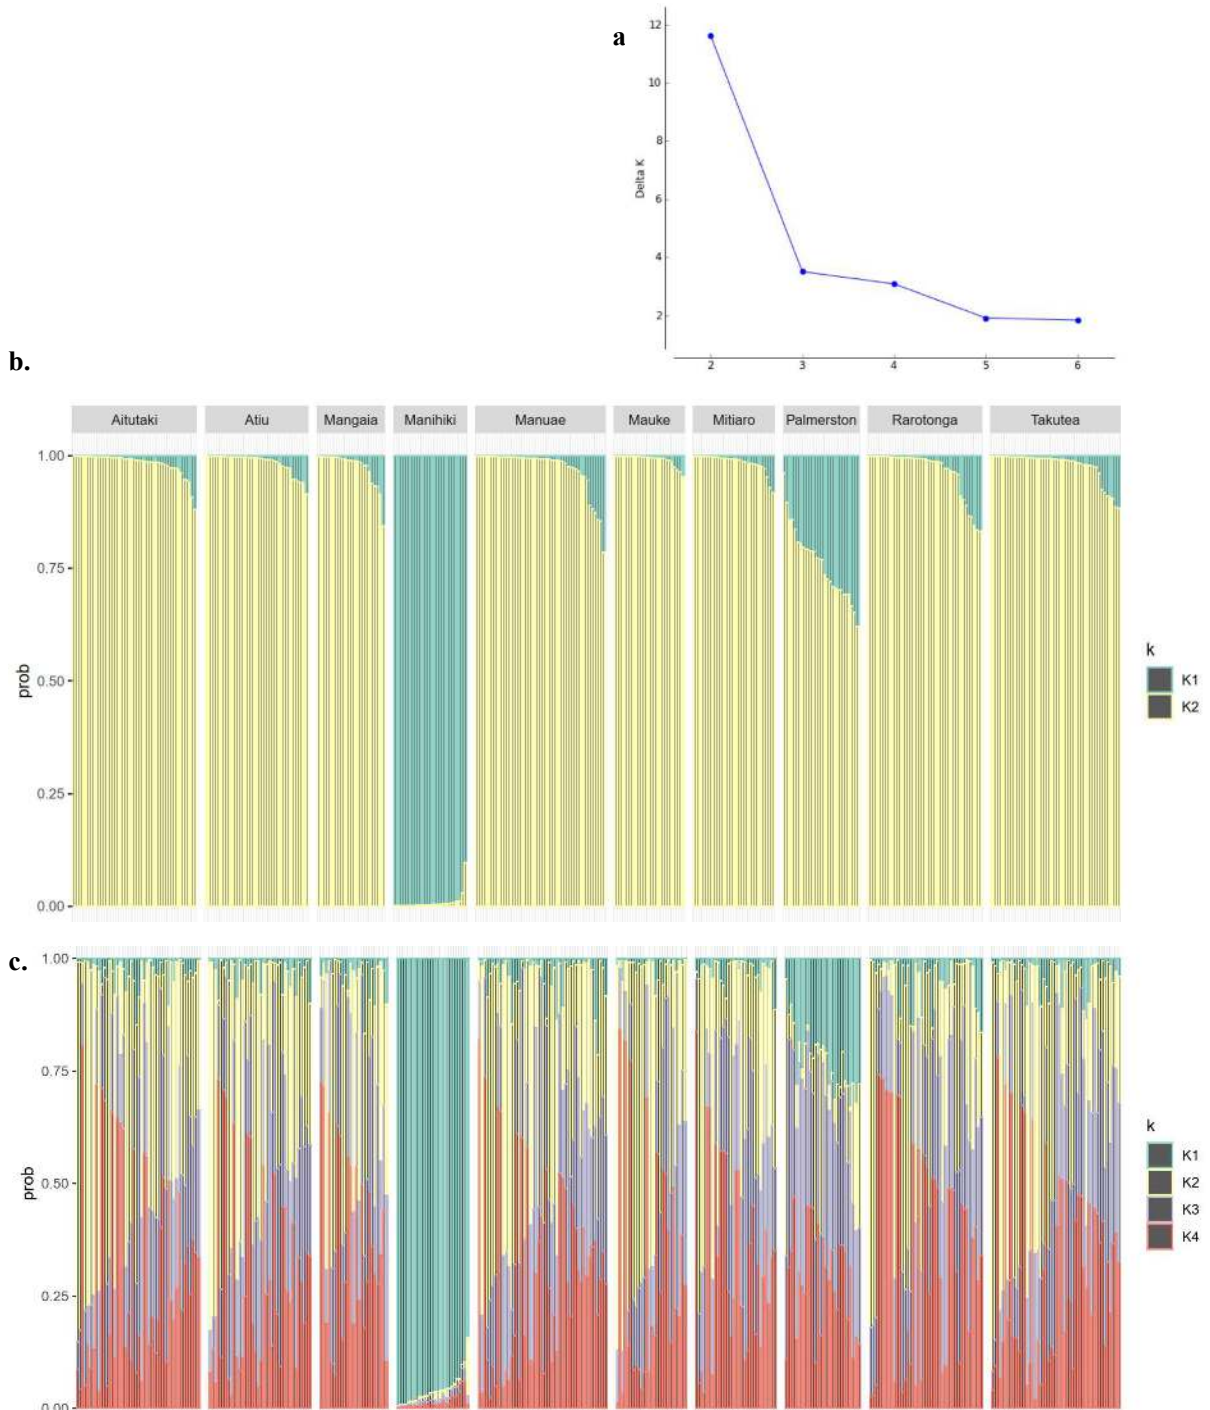 a
12
10
8
6
4
2
Delta K
2 3 4 5 6
b.
Aitutaki Atiu Mangaia Manihiki Manuae Mauke Mitiaro Palmerston Rarotonga Takutea
1.00
0.75
0.50
0.25
0.00
prob
k
K1
K2
c.
1.00
0.75
0.50
0.25
0.00
prob
k
K1
K2
K3
K4